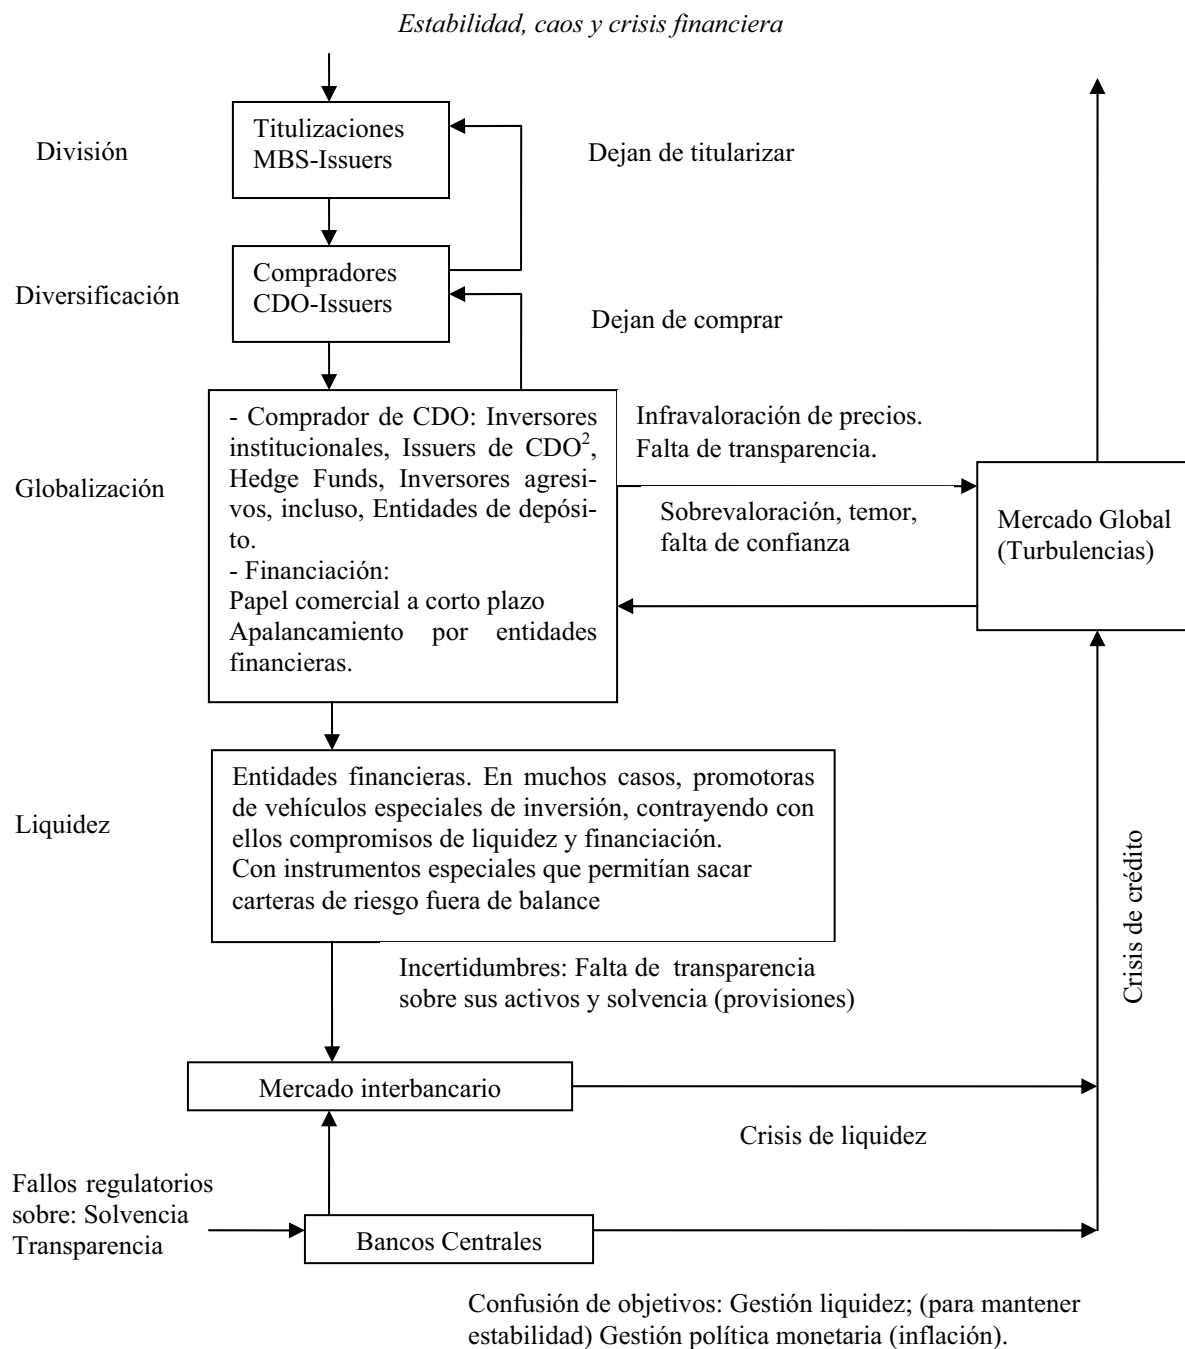 Estabilidad, caos y crisis financiera
División
Titulizaciones
MBS-Issuers
Dejan de titularizar
Diversificación
Compradores
CDO-Issuers
Dejan de comprar
Globalización
- Comprador de CDO: Inversores
institucionales, Issuers de CDO²,
Hedge Funds, Inversores agresi-
vos, incluso, Entidades de depósi-
to.
- Financiación:
Papel comercial a corto plazo
Apalancamiento por entidades
financieras.
Infravaloración de precios.
Falta de transparencia.
Sobrevaloración, temor,
falta de confianza
Mercado Global
(Turbulencias)
Liquidez
Entidades financieras. En muchos casos, promotoras
de vehículos especiales de inversión, contrayendo con
ellos compromisos de liquidez y financiación.
Con instrumentos especiales que permitían sacar
carteras de riesgo fuera de balance
Crisis de crédito
Incertidumbres: Falta de transparencia
sobre sus activos y solvencia (provisiones)
Mercado interbancario
Crisis de liquidez
Fallos regulatorios
sobre: Solvencia
Transparencia
Bancos Centrales
Confusión de objetivos: Gestión liquidez; (para mantener
estabilidad) Gestión política monetaria (inflación).